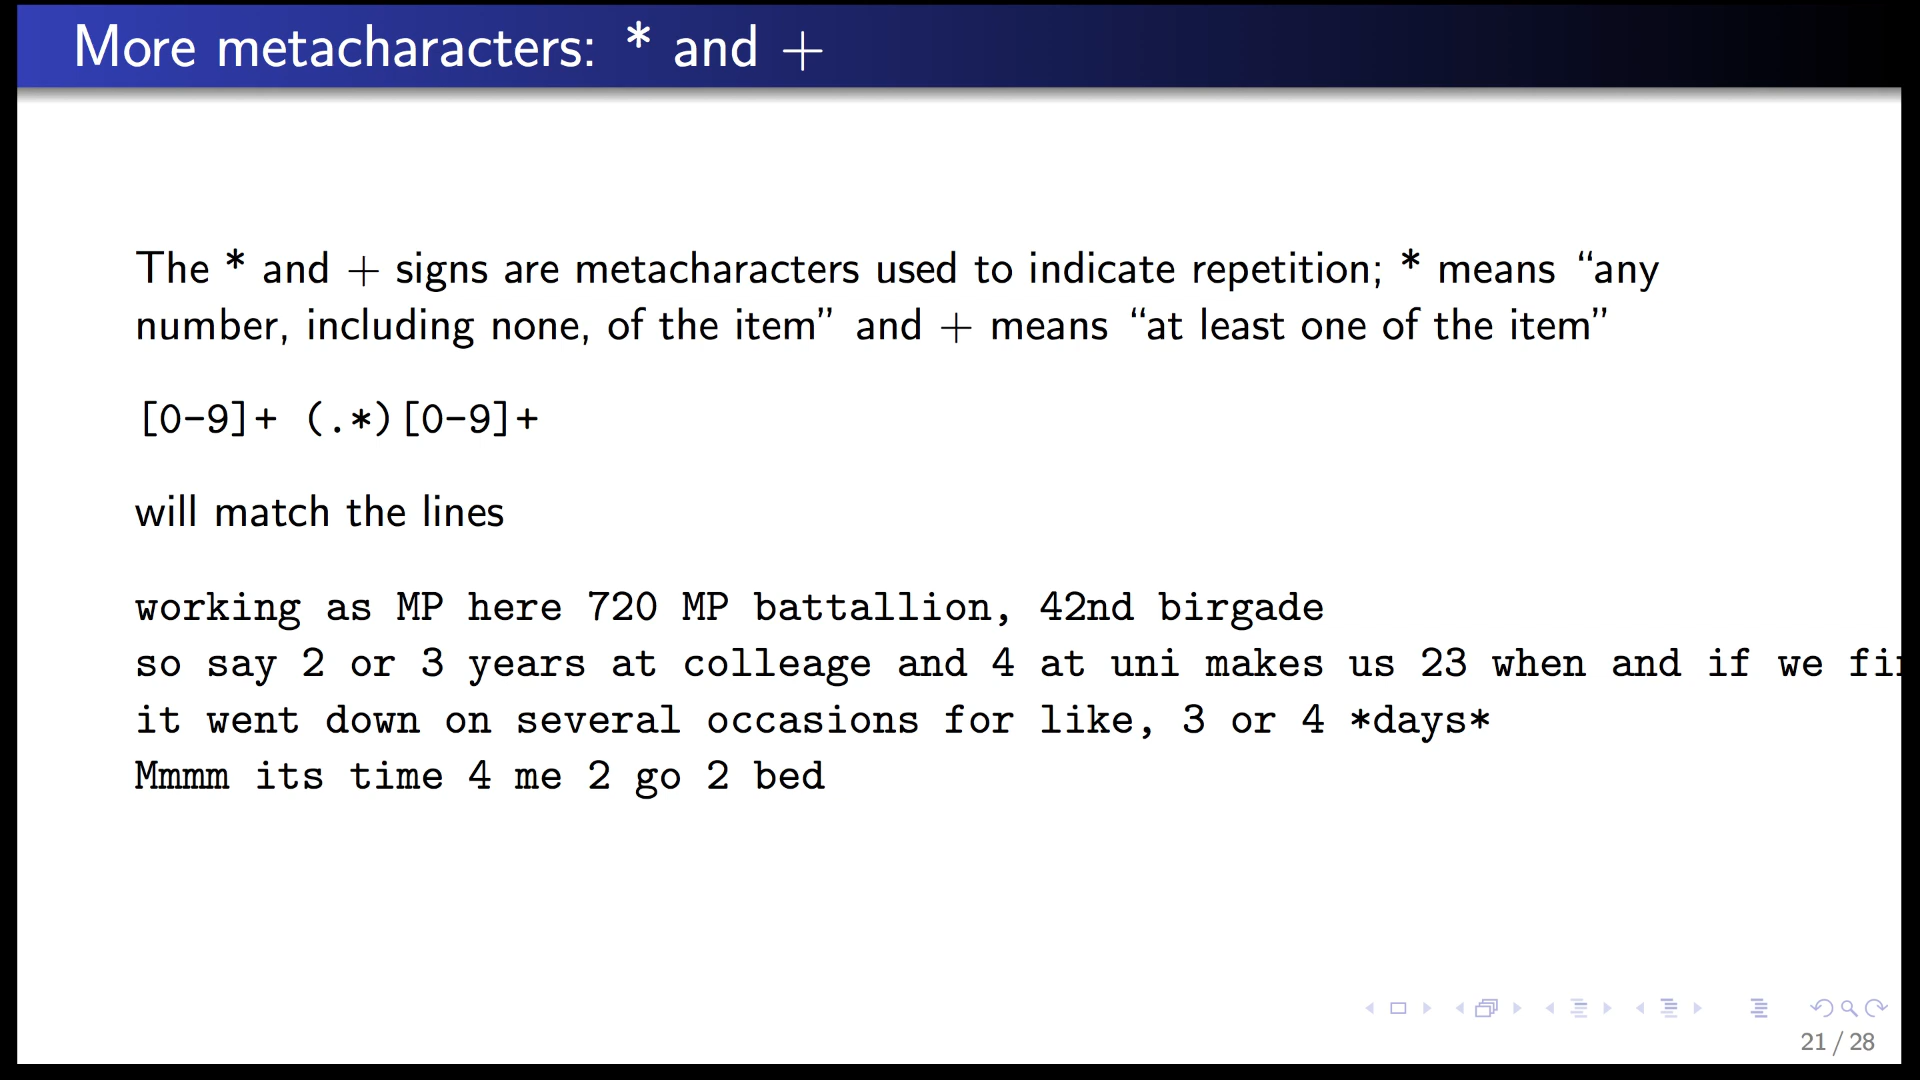 More metacharacters: * and +
The * and + signs are metacharacters used to indicate repetition; * means “any
number, including none, of the item” and + means “at least one of the item”
[0-9]+ (.*)[0-9]+
will match the lines
working as MP here 720 MP battallion, 42nd birgade
so say 2 or 3 years at colleage and 4 at uni makes us 23 when and if we fi
it went down on several occasions for like, 3 or 4 *days*
Mmmm its time 4 me 2 go 2 bed
21 / 28